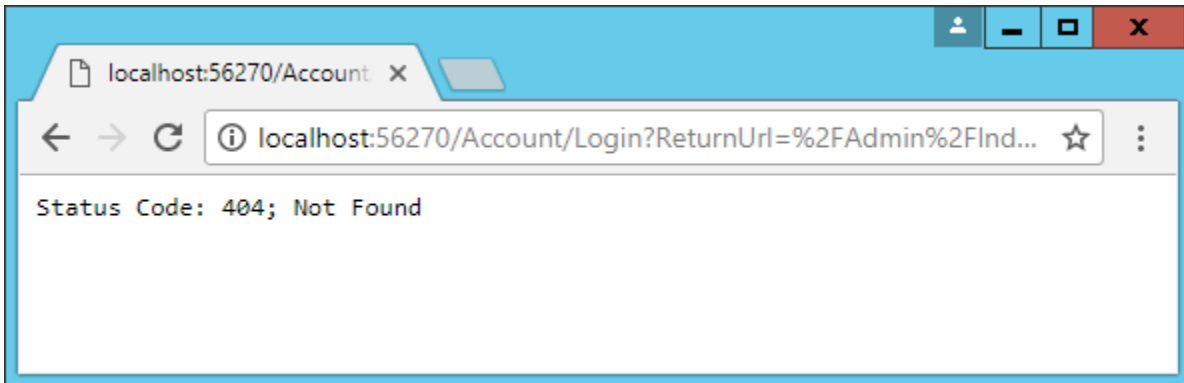 localhost:56270/Account
localhost:56270/Account/Login?ReturnUrl=%2FAdmin%2FInd...
Status Code: 404; Not Found